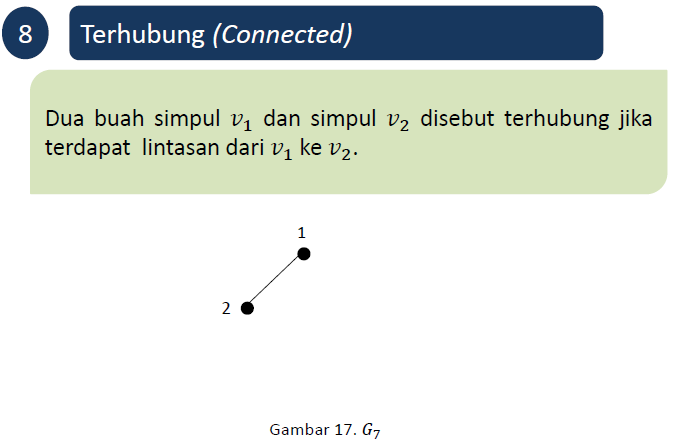 8
Terhubung (Connected)
Dua buah simpul v₁ dan simpul v₂ disebut terhubung jika
terdapat lintasan dari v₁ ke v₂.
1
2
Gambar 17. G₇